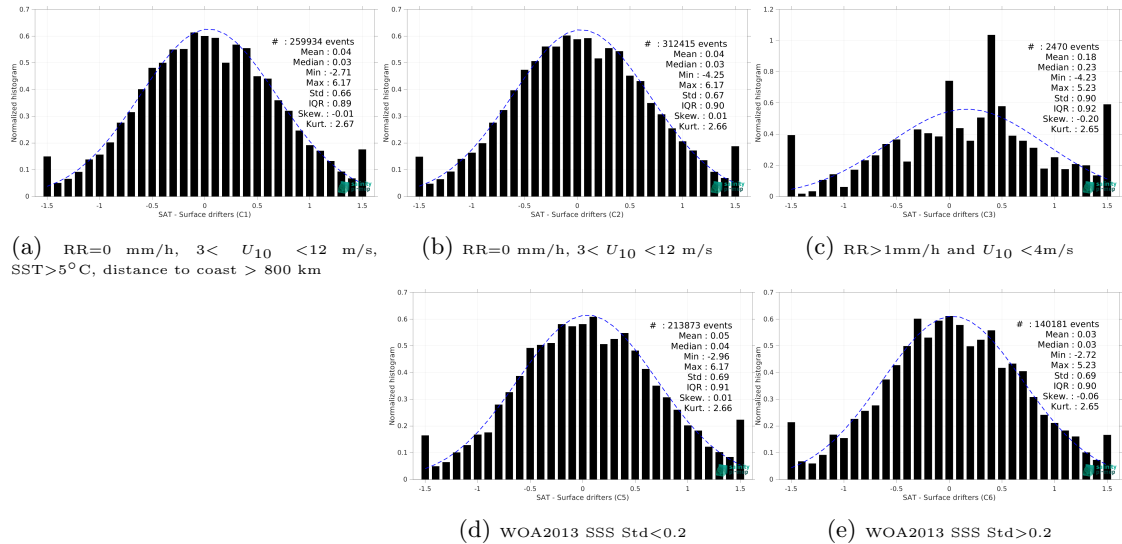 0.7
0.6
0.5
0.4
0.3
0.2
0.1
0
Normalized histogram
# : 259934 events
Mean : 0.04
Median : 0.03
Min : -2.71
Max : 6.17
Std : 0.66
IQR : 0.89
Skew. : -0.01
Kurt. : 2.67
-1.5 -1 -0.5 0 0.5 1 1.5
SAT - Surface drifters (C1)
(a) RR=0 mm/h, 3< U10 <12 m/s,
SST>5°C, distance to coast > 800 km
0.7
0.6
0.5
0.4
0.3
0.2
0.1
0
Normalized histogram
# : 312415 events
Mean : 0.04
Median : 0.03
Min : -4.25
Max : 6.17
Std : 0.67
IQR : 0.90
Skew. : 0.01
Kurt. : 2.66
-1.5 -1 -0.5 0 0.5 1 1.5
SAT - Surface drifters (C2)
(b) RR=0 mm/h, 3< U10 <12 m/s
1.2
1
0.8
0.6
0.4
0.2
0
Normalized histogram
# : 2470 events
Mean : 0.18
Median : 0.23
Min : -4.23
Max : 5.23
Std : 0.90
IQR : 0.92
Skew. : -0.20
Kurt. : 2.65
-1.5 -1 -0.5 0 0.5 1 1.5
SAT - Surface drifters (C3)
(c) RR>1mm/h and U10 <4m/s
0.7
0.6
0.5
0.4
0.3
0.2
0.1
0
Normalized histogram
# : 213873 events
Mean : 0.05
Median : 0.04
Min : -2.96
Max : 6.17
Std : 0.69
IQR : 0.91
Skew. : 0.01
Kurt. : 2.66
-1.5 -1 -0.5 0 0.5 1 1.5
SAT - Surface drifters (C5)
(d) WOA2013 SSS Std<0.2
0.7
0.6
0.5
0.4
0.3
0.2
0.1
0
Normalized histogram
# : 140181 events
Mean : 0.03
Median : 0.03
Min : -2.72
Max : 5.23
Std : 0.69
IQR : 0.90
Skew. : -0.06
Kurt. : 2.65
-1.5 -1 -0.5 0 0.5 1 1.5
SAT - Surface drifters (C6)
(e) WOA2013 SSS Std>0.2